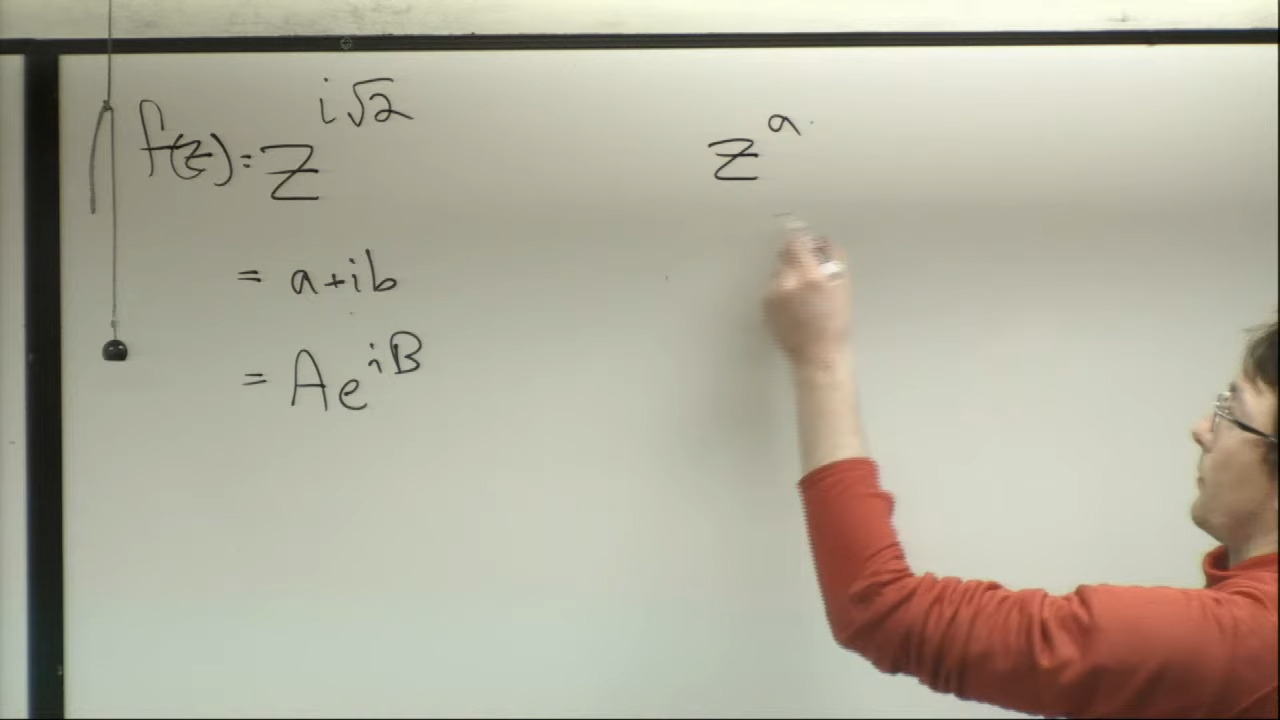 f(z) = z^{i√2}
= a+ib
= Ae^{iB}
z^a